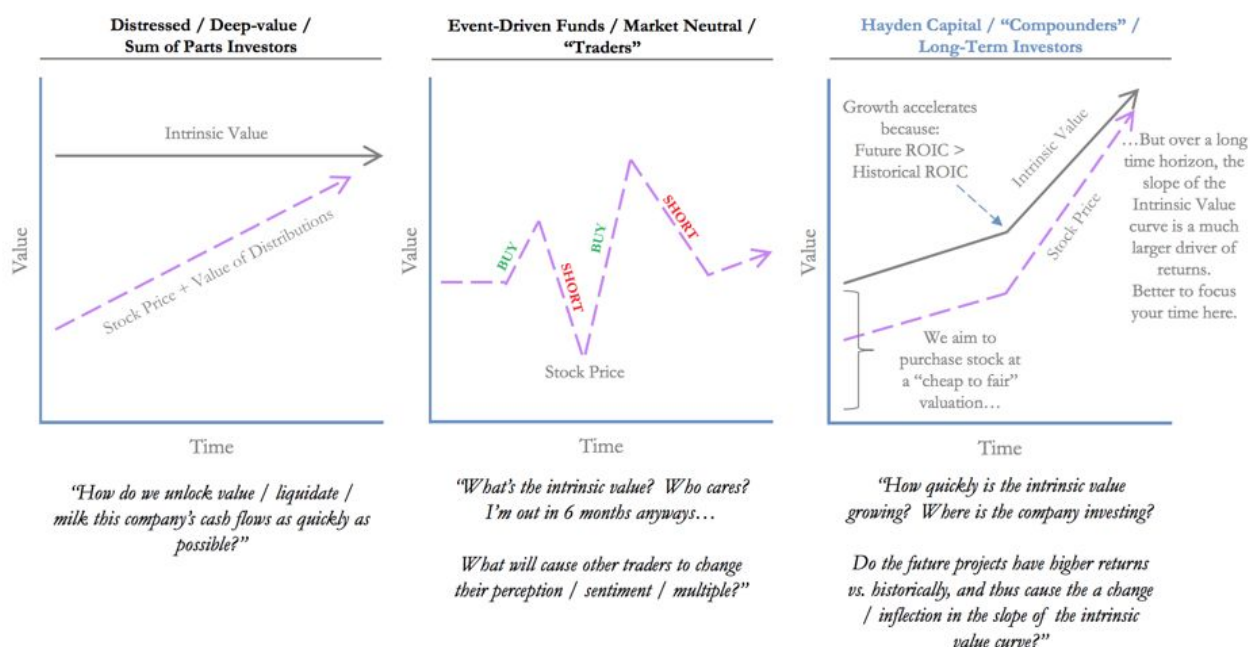 Distressed / Deep-value /
Sum of Parts Investors
Value
Intrinsic Value
Stock Price + Value of Distributions
Time
“How do we unlock value / liquidate /
milk this company’s cash flows as quickly as
possible?”
Event-Driven Funds / Market Neutral /
“Traders”
Value
BUY
SHORT
BUY
SHORT
Stock Price
Time
“What’s the intrinsic value? Who cares?
I’m out in 6 months anyways…
What will cause other traders to change
their perception / sentiment / multiple?”
Hayden Capital / “Compounders” /
Long-Term Investors
Value
Growth accelerates
because:
Future ROIC >
Historical ROIC
Intrinsic Value
Stock Price
…But over a long
time horizon, the
slope of the
Intrinsic Value
curve is a much
larger driver of
returns.
Better to focus
your time here.
We aim to
purchase stock at
a “cheap to fair”
valuation…
Time
“How quickly is the intrinsic value
growing? Where is the company investing?
Do the future projects have higher returns
vs. historically, and thus cause the a change
/ inflection in the slope of the intrinsic
value curve?”